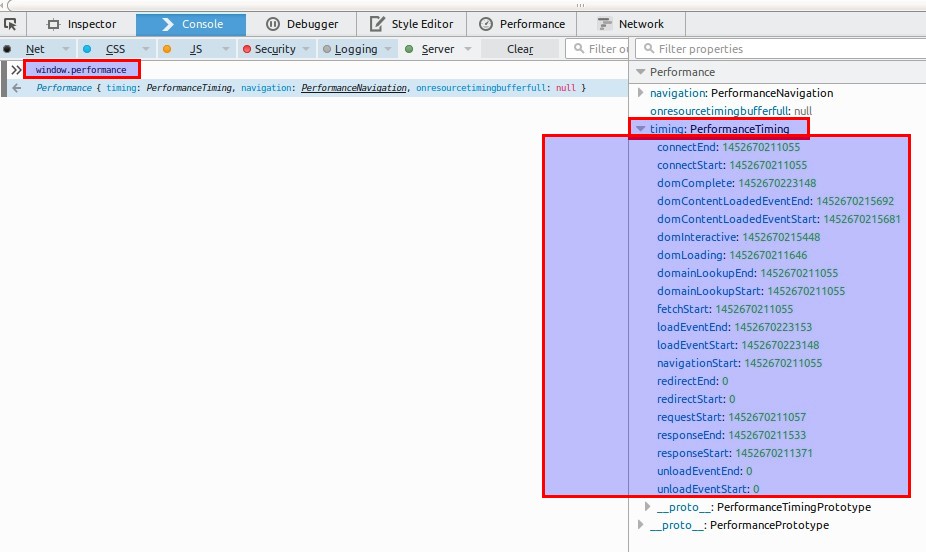 Inspector Console Debugger Style Editor Performance Network
Net CSS JS Security Logging Server Clear Filter ou Filter properties
window.performance
Performance { timing: PerformanceTiming, navigation: PerformanceNavigation, onresourcetimingbufferfull: null }
Performance
navigation: PerformanceNavigation
onresourcetimingbufferfull: null
timing: PerformanceTiming
connectEnd: 1452670211055
connectStart: 1452670211055
domComplete: 1452670223148
domContentLoadedEventEnd: 1452670215692
domContentLoadedEventStart: 1452670215681
domInteractive: 1452670215448
domLoading: 1452670211646
domainLookupEnd: 1452670211055
domainLookupStart: 1452670211055
fetchStart: 1452670211055
loadEventEnd: 1452670223153
loadEventStart: 1452670223148
navigationStart: 1452670211055
redirectEnd: 0
redirectStart: 0
requestStart: 1452670211057
responseEnd: 1452670211533
responseStart: 1452670211371
unloadEventEnd: 0
unloadEventStart: 0
__proto__: PerformanceTimingPrototype
__proto__: PerformancePrototype